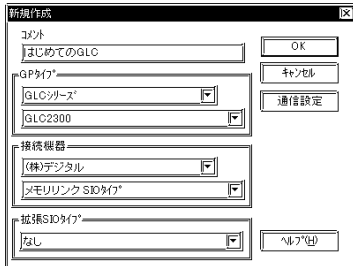 新規作成
コメント
はじめてのGLC
OK
キャンセル
通信設定
GPタイプ
GLCシリーズ
GLC2300
接続機器
(株)デジタル
メモリリンク SIOタイプ
拡張SIOタイプ
なし
ヘルプ(H)